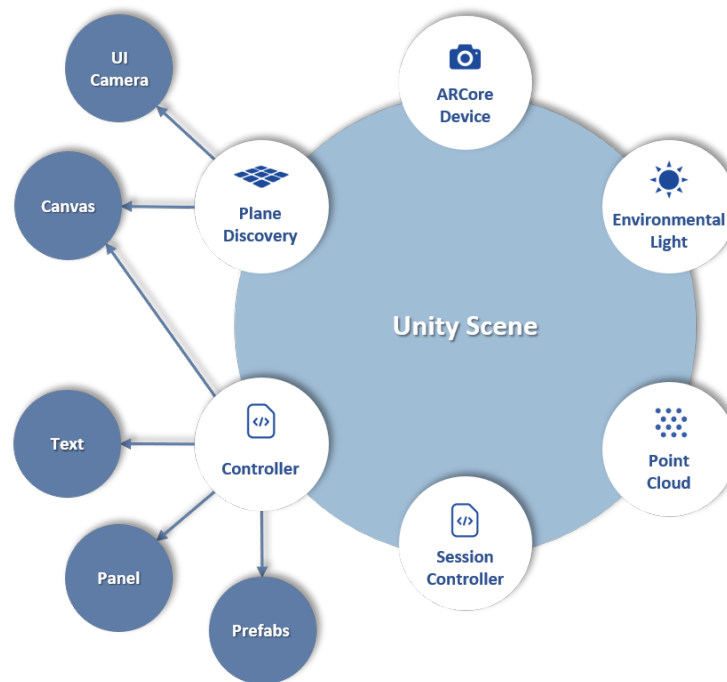 UI
Camera
ARCore
Device
Canvas
Plane
Discovery
Environmental
Light
Unity Scene
Text
</>
Controller
Point
Cloud
</>
Session
Controller
Panel
Prefabs